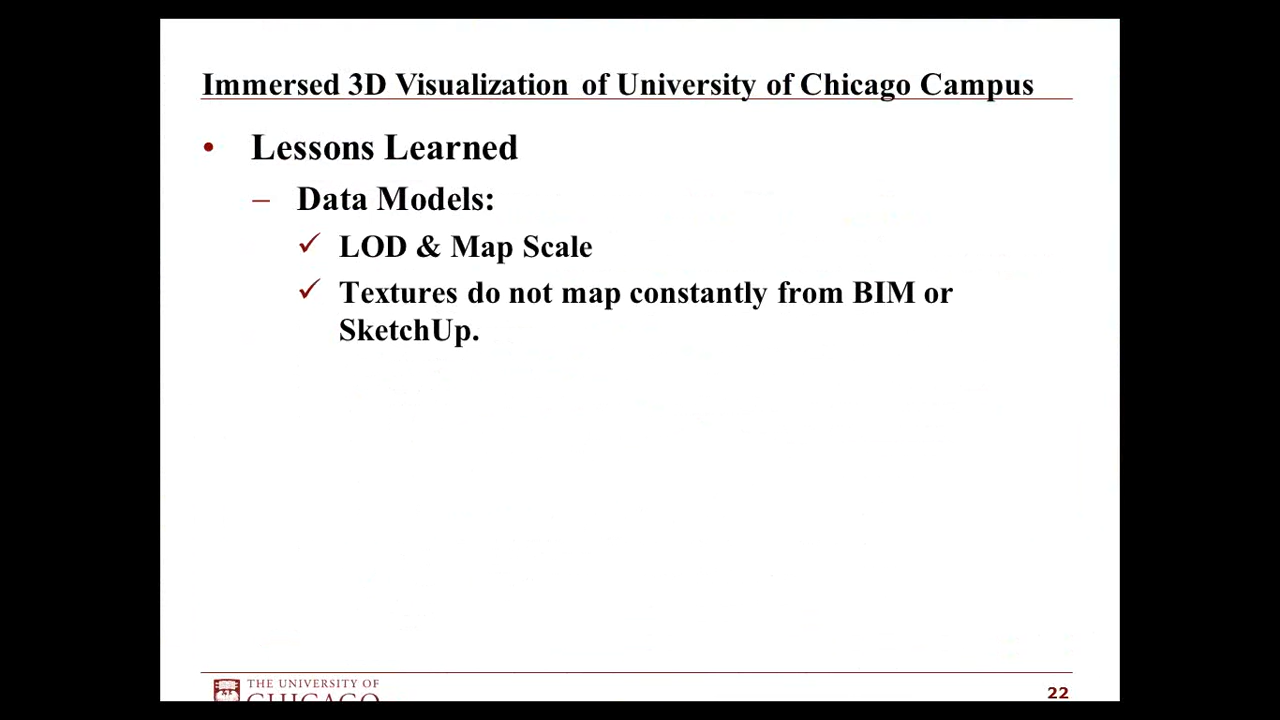 Immersed 3D Visualization of University of Chicago Campus
• Lessons Learned
– Data Models:
✓ LOD & Map Scale
✓ Textures do not map constantly from BIM or
SketchUp.
THE UNIVERSITY OF
CHICAGO
22